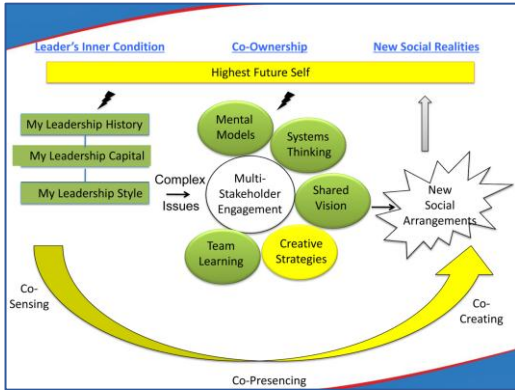 Leader's Inner Condition
Co-Ownership
New Social Realities
Highest Future Self
My Leadership History
My Leadership Capital
My Leadership Style
Complex
Issues
Mental
Models
Systems
Thinking
Multi-
Stakeholder
Engagement
Shared
Vision
Team
Learning
Creative
Strategies
New
Social
Arrangements
Co-
Sensing
Co-Presencing
Co-
Creating